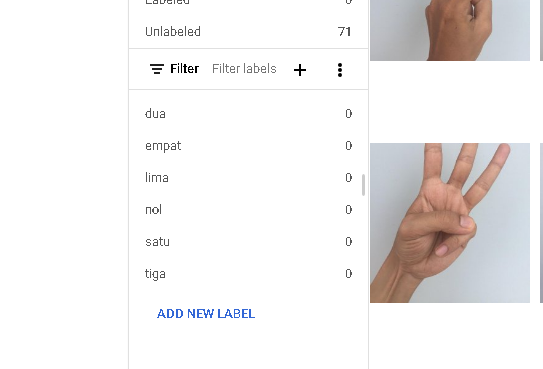 Labeled 0
Unlabeled 71
Filter Filter labels
dua 0
empat 0
lima 0
nol 0
satu 0
tiga 0
ADD NEW LABEL